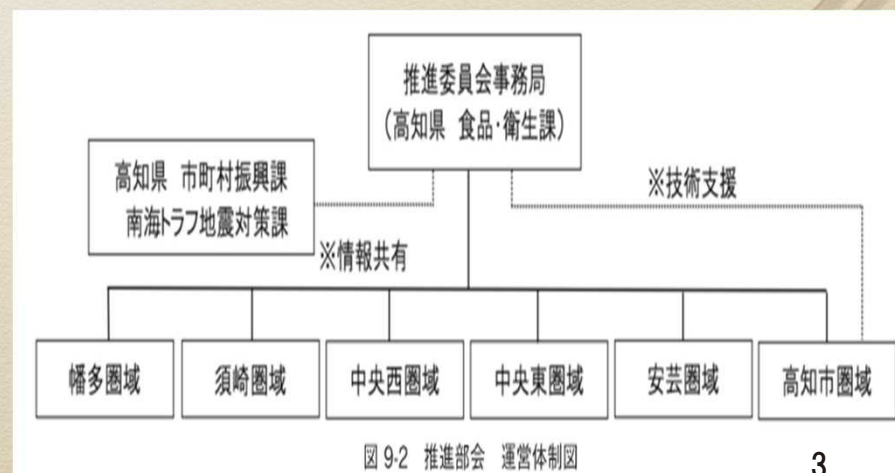 推進委員会事務局
(高知県 食品・衛生課)
高知県 市町村振興課
南海トラフ地震対策課
※技術支援
※情報共有
幡多圏域
須崎圏域
中央西圏域
中央東圏域
安芸圏域
高知市圏域
図9-2 推進部会 運営体制図
3